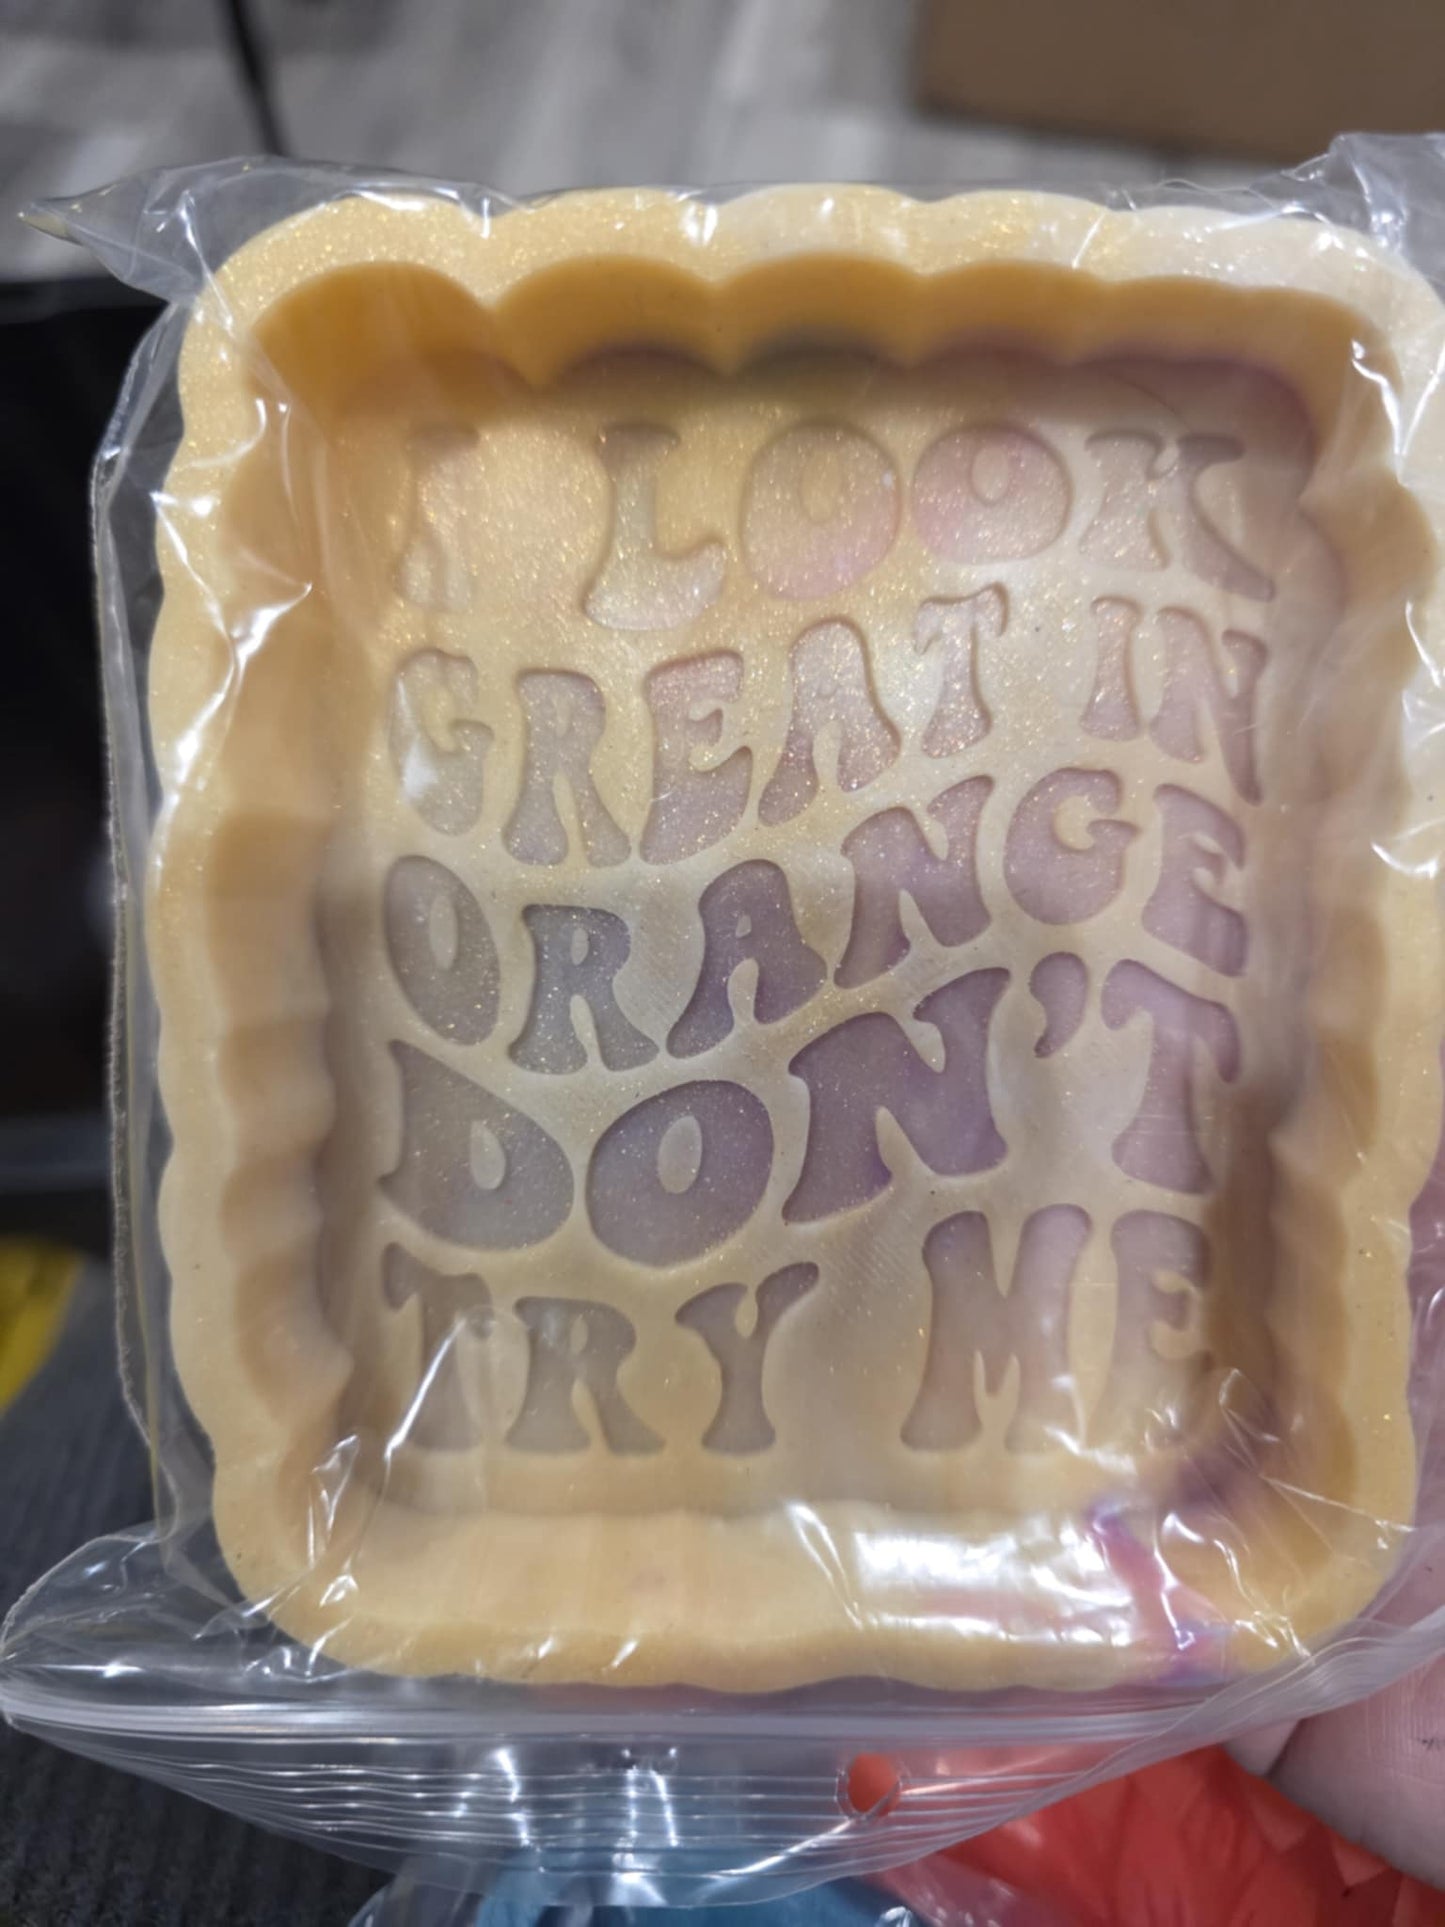 I LOOK
GREAT IN
ORANGE
DON'T
TRY ME